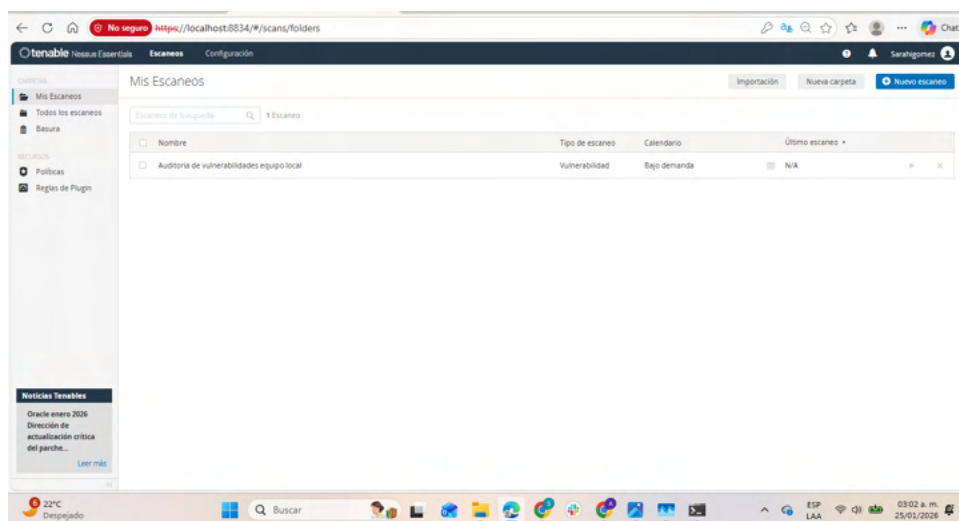 No seguro https://localhost:8834/#/scans/folders
Chat
tenable Nessus Essentials Escaneos Configuración
Sarahigomez
CARPETAS
Mis Escaneos
Todos los escaneos
Basura
RECURSOS
Políticas
Reglas de Plugin
Mis Escaneos
Importación Nueva carpeta Nuevo escaneo
Escaneos de búsqueda 1 Escaneo
Nombre Tipo de escaneo Calendario Último escaneo
Auditoria de vulnerabilidades equipo local Vulnerabilidad Bajo demanda N/A
Noticias Tenables
Oracle enero 2026
Dirección de
actualización crítica
del parche...
Leer más
6 22°C
Despejado
Buscar
ESP
LAA
03:02 a. m.
25/01/2026